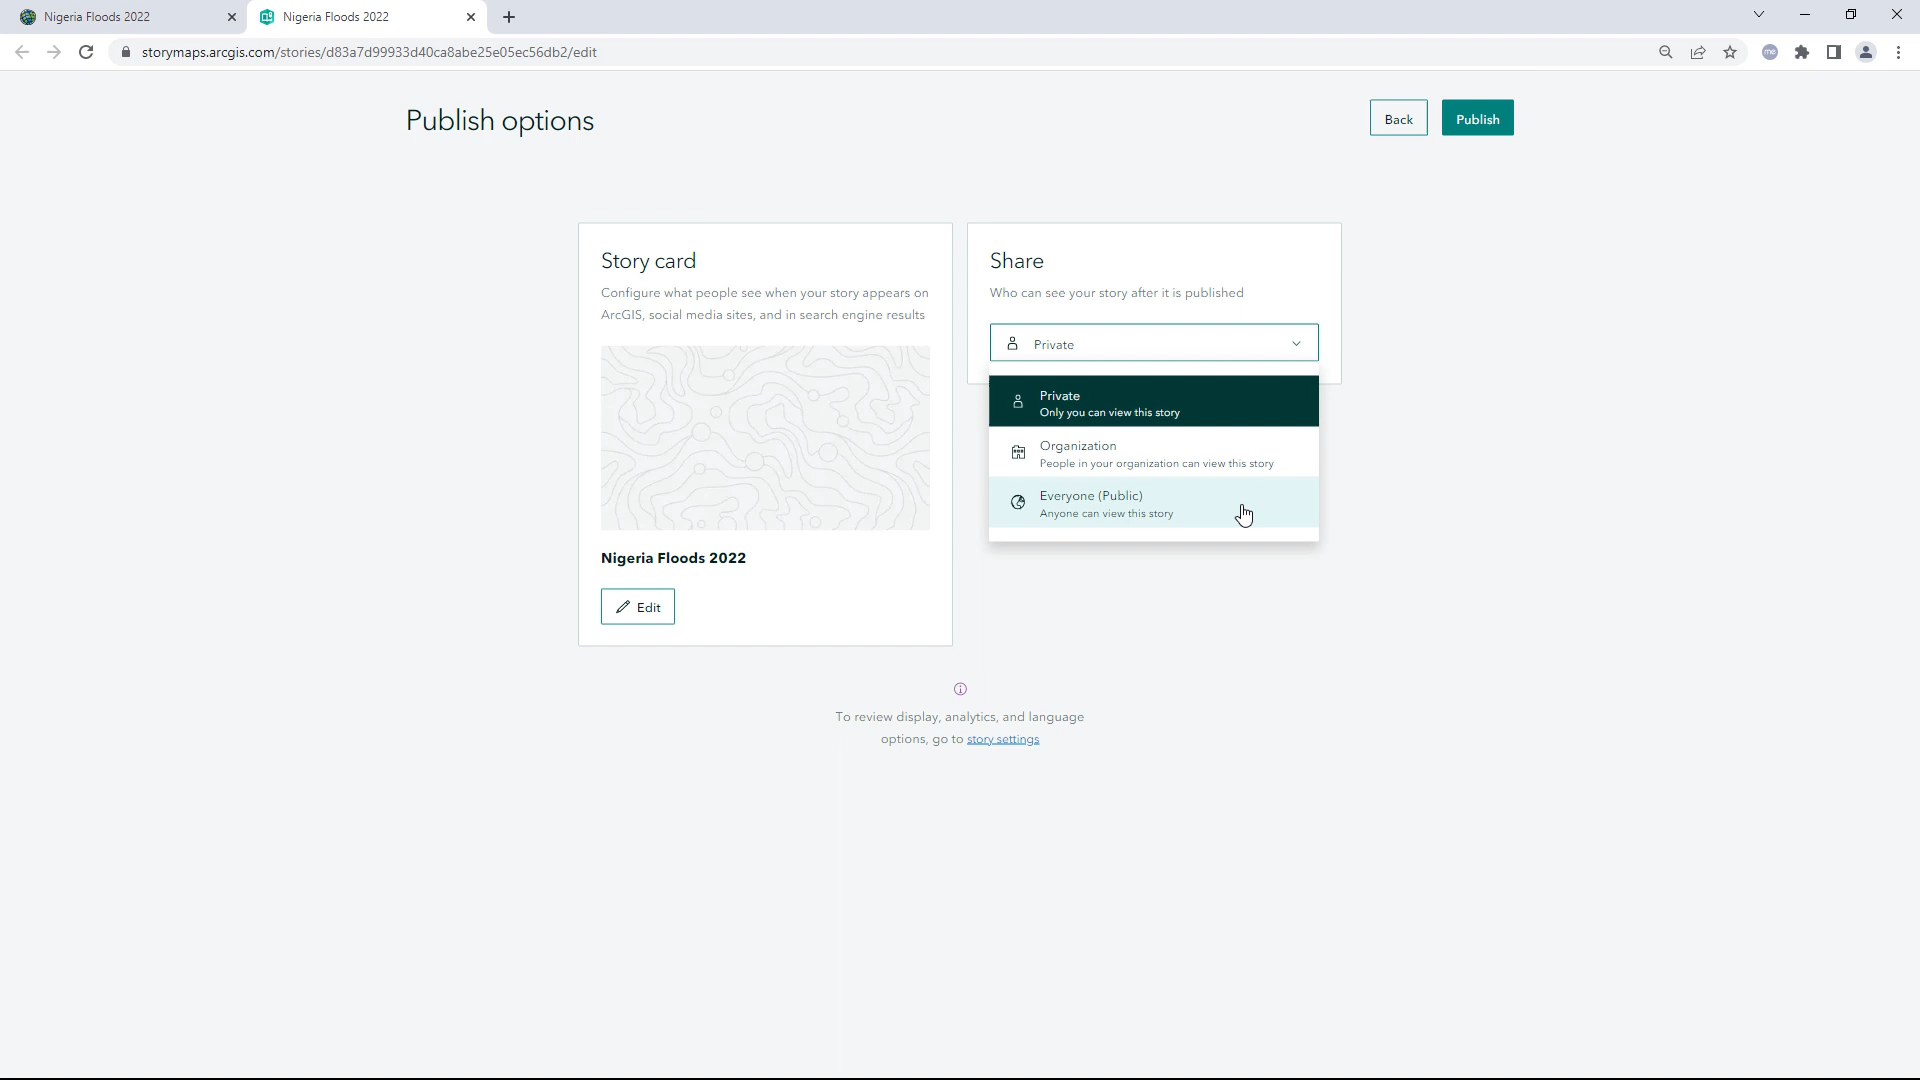 Nigeria Floods 2022
Nigeria Floods 2022
storymaps.arcgis.com/stories/d83a7d99933d40ca8abe25e05ec56db2/edit
me
Publish options
Back
Publish
Story card
Configure what people see when your story appears on
ArcGIS, social media sites, and in search engine results
Nigeria Floods 2022
Edit
Share
Who can see your story after it is published
Private
Private
Only you can view this story
Organization
People in your organization can view this story
Everyone (Public)
Anyone can view this story
To review display, analytics, and language
options, go to story settings